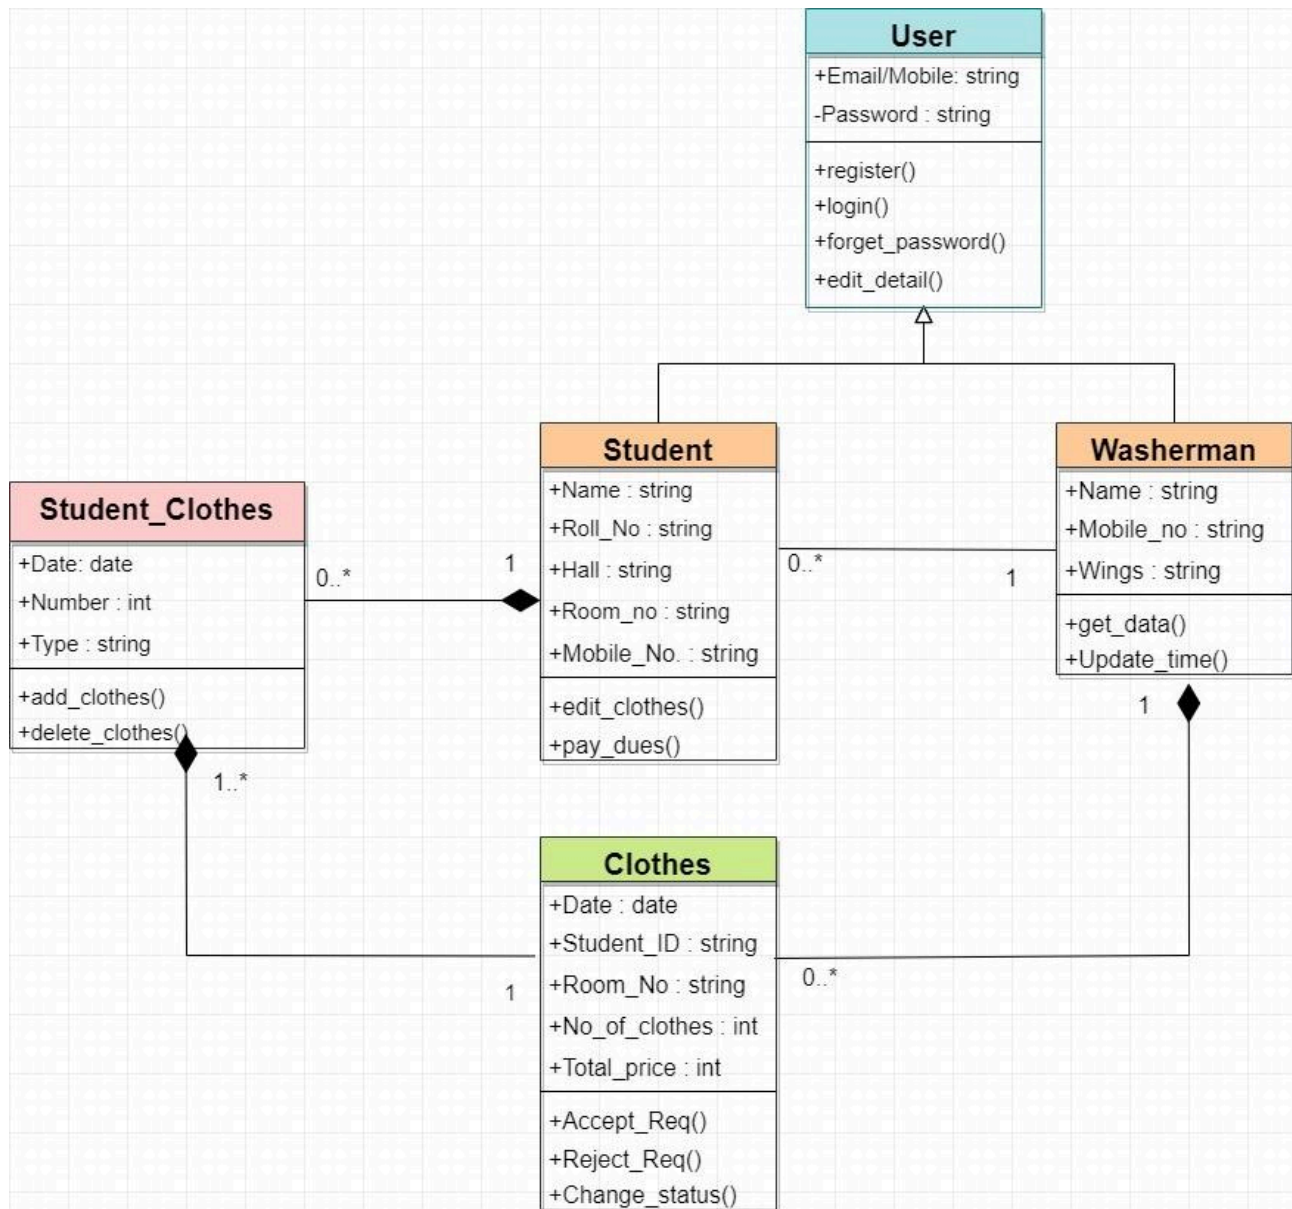 User
+Email/Mobile: string
-Password : string
+register()
+login()
+forget_password()
+edit_detail()
Student
+Name : string
+Roll_No : string
+Hall : string
+Room_no : string
+Mobile_No. : string
+edit_clothes()
+pay_dues()
Washerman
+Name : string
+Mobile_no : string
+Wings : string
+get_data()
+Update_time()
Student_Clothes
+Date: date
+Number : int
+Type : string
+add_clothes()
+delete_clothes()
0..*
1
0..*
1
1
1..*
Clothes
+Date : date
+Student_ID : string
+Room_No : string
+No_of_clothes : int
+Total_price : int
+Accept_Req()
+Reject_Req()
+Change_status()
1
0..*